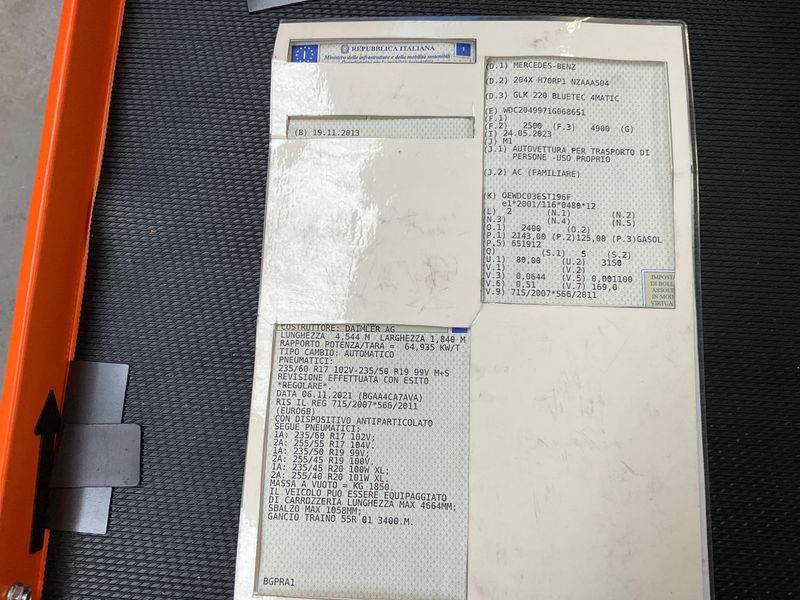 REPUBBLICA ITALIANA
Ministero delle infrastrutture e della mobilità sostenibili
(B) 19.11.2013
(D.1) MERCEDES-BENZ
(D.2) 204X H70RP1 NZAAA504
(D.3) GLK 220 BLUETEC 4MATIC
(E) WDC2049971G068651
(F.1)
(F.2) 2500 (F.3) 4900 (G)
(I) 24.05.2023
(J) M1
(J.1) AUTOVETTURA PER TRASPORTO DI
PERSONE -USO PROPRIO
(J.2) AC (FAMILIARE)
(K) OEWDC03EST196F
e1*2001/116*0480*12
(L) 2 (N.1) (N.2)
(N.3) (N.4) (N.5)
(O.1) 2400 (O.2)
(P.1) 2143,00 (P.2)125,00 (P.3)GASOL
(P.5) 651912
(Q) (S.1) 5 (S.2)
(U.1) 80,00 (U.2) 3150
(V.1) (V.2)
(V.3) 0,0644 (V.5) 0,001100
(V.6) 0,51 (V.7) 169,0
(V.9) 715/2007*566/2011
IMPOST
DI BOLL
ASSOLT
IN MOD
VIRTUA
COSTRUTTORE: DAIMLER AG
LUNGHEZZA 4,544 M LARGHEZZA 1,840 M
RAPPORTO POTENZA/TARA = 64,935 KW/T
TIPO CAMBIO: AUTOMATICO
PNEUMATICI:
235/60 R17 102V-235/50 R19 99V M+S
REVISIONE EFFETTUATA CON ESITO
*REGOLARE*.
DATA 06.11.2021 (BGAA4CA7AVA)
RIS IL REG 715/2007*566/2011
(EURO6B)
CON DISPOSITIVO ANTIPARTICOLATO
SEGUE PNEUMATICI:
1A: 235/60 R17 102V;
2A: 255/55 R17 104V.
1A: 235/50 R19 99V;
2A: 255/45 R19 100V.
1A: 235/45 R20 100W XL;
2A: 255/40 R20 101W XL.
MASSA A VUOTO = KG 1850.
IL VEICOLO PUO ESSERE EQUIPAGGIATO
DI CARROZZERIA LUNGHEZZA MAX 4664MM;
SBALZO MAX 1058MM;
GANCIO TRAINO 55R 01 3400.M.
BGPRA1